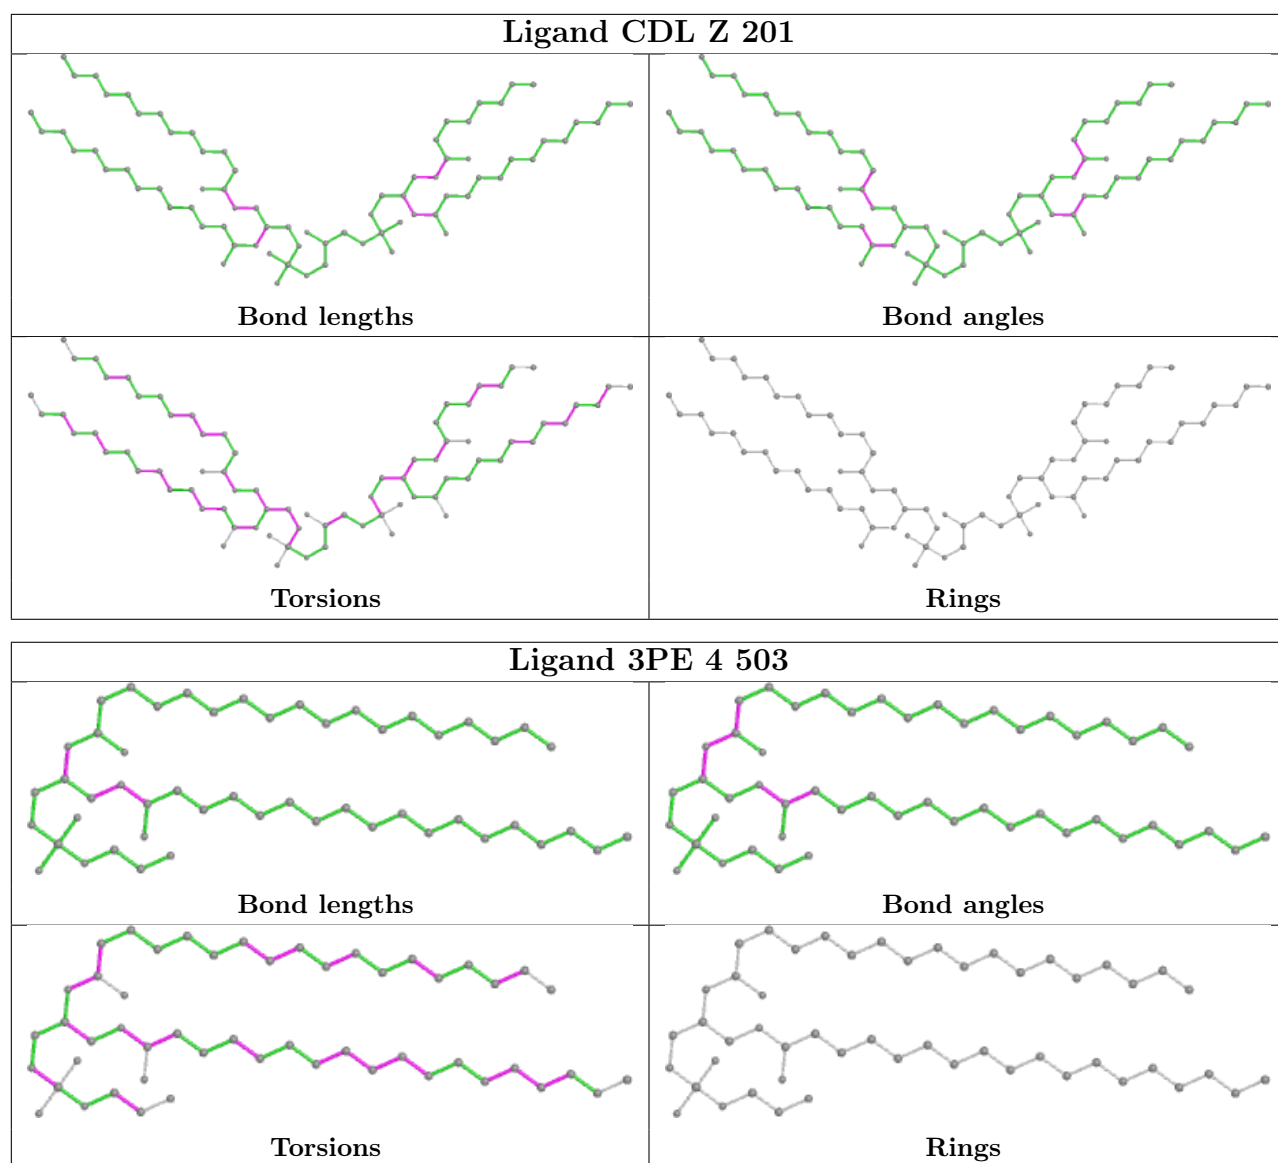 Ligand CDL Z 201
Bond lengths
Bond angles
Torsions
Rings
Ligand 3PE 4 503
Bond lengths
Bond angles
Torsions
Rings